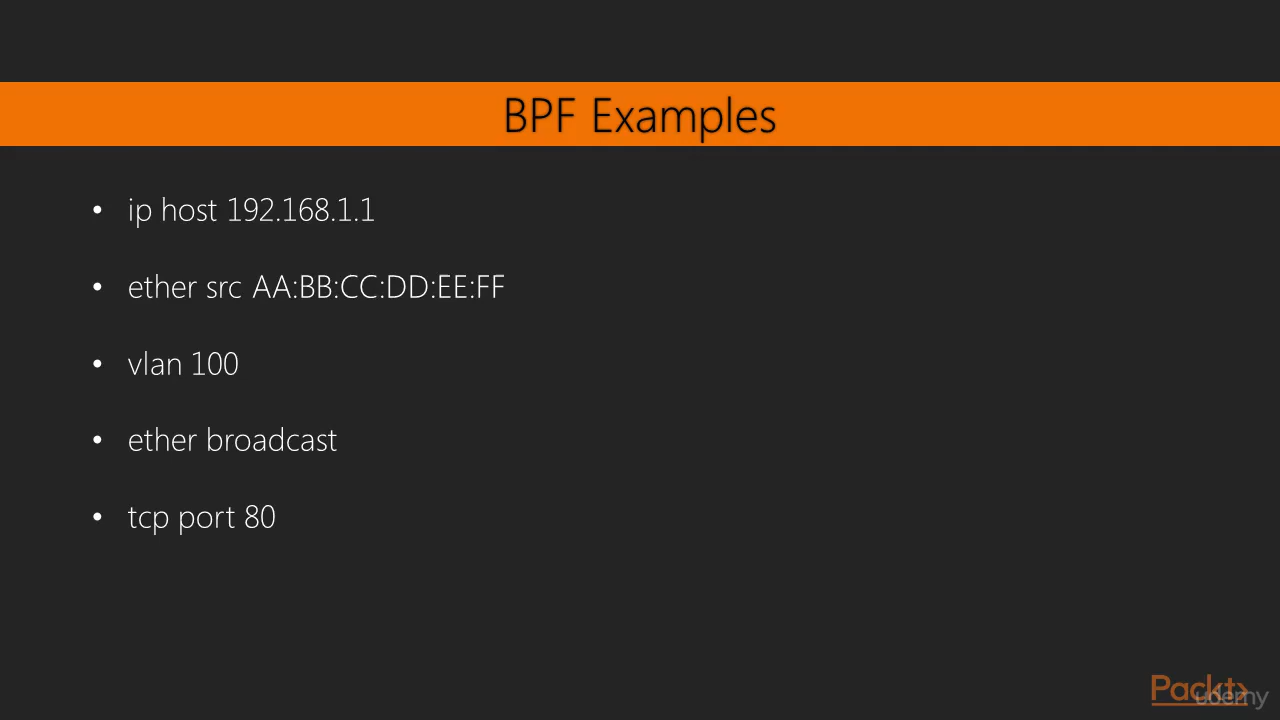 BPF Examples
• ip host 192.168.1.1
• ether src AA:BB:CC:DD:EE:FF
• vlan 100
• ether broadcast
• tcp port 80
Packt
udemy